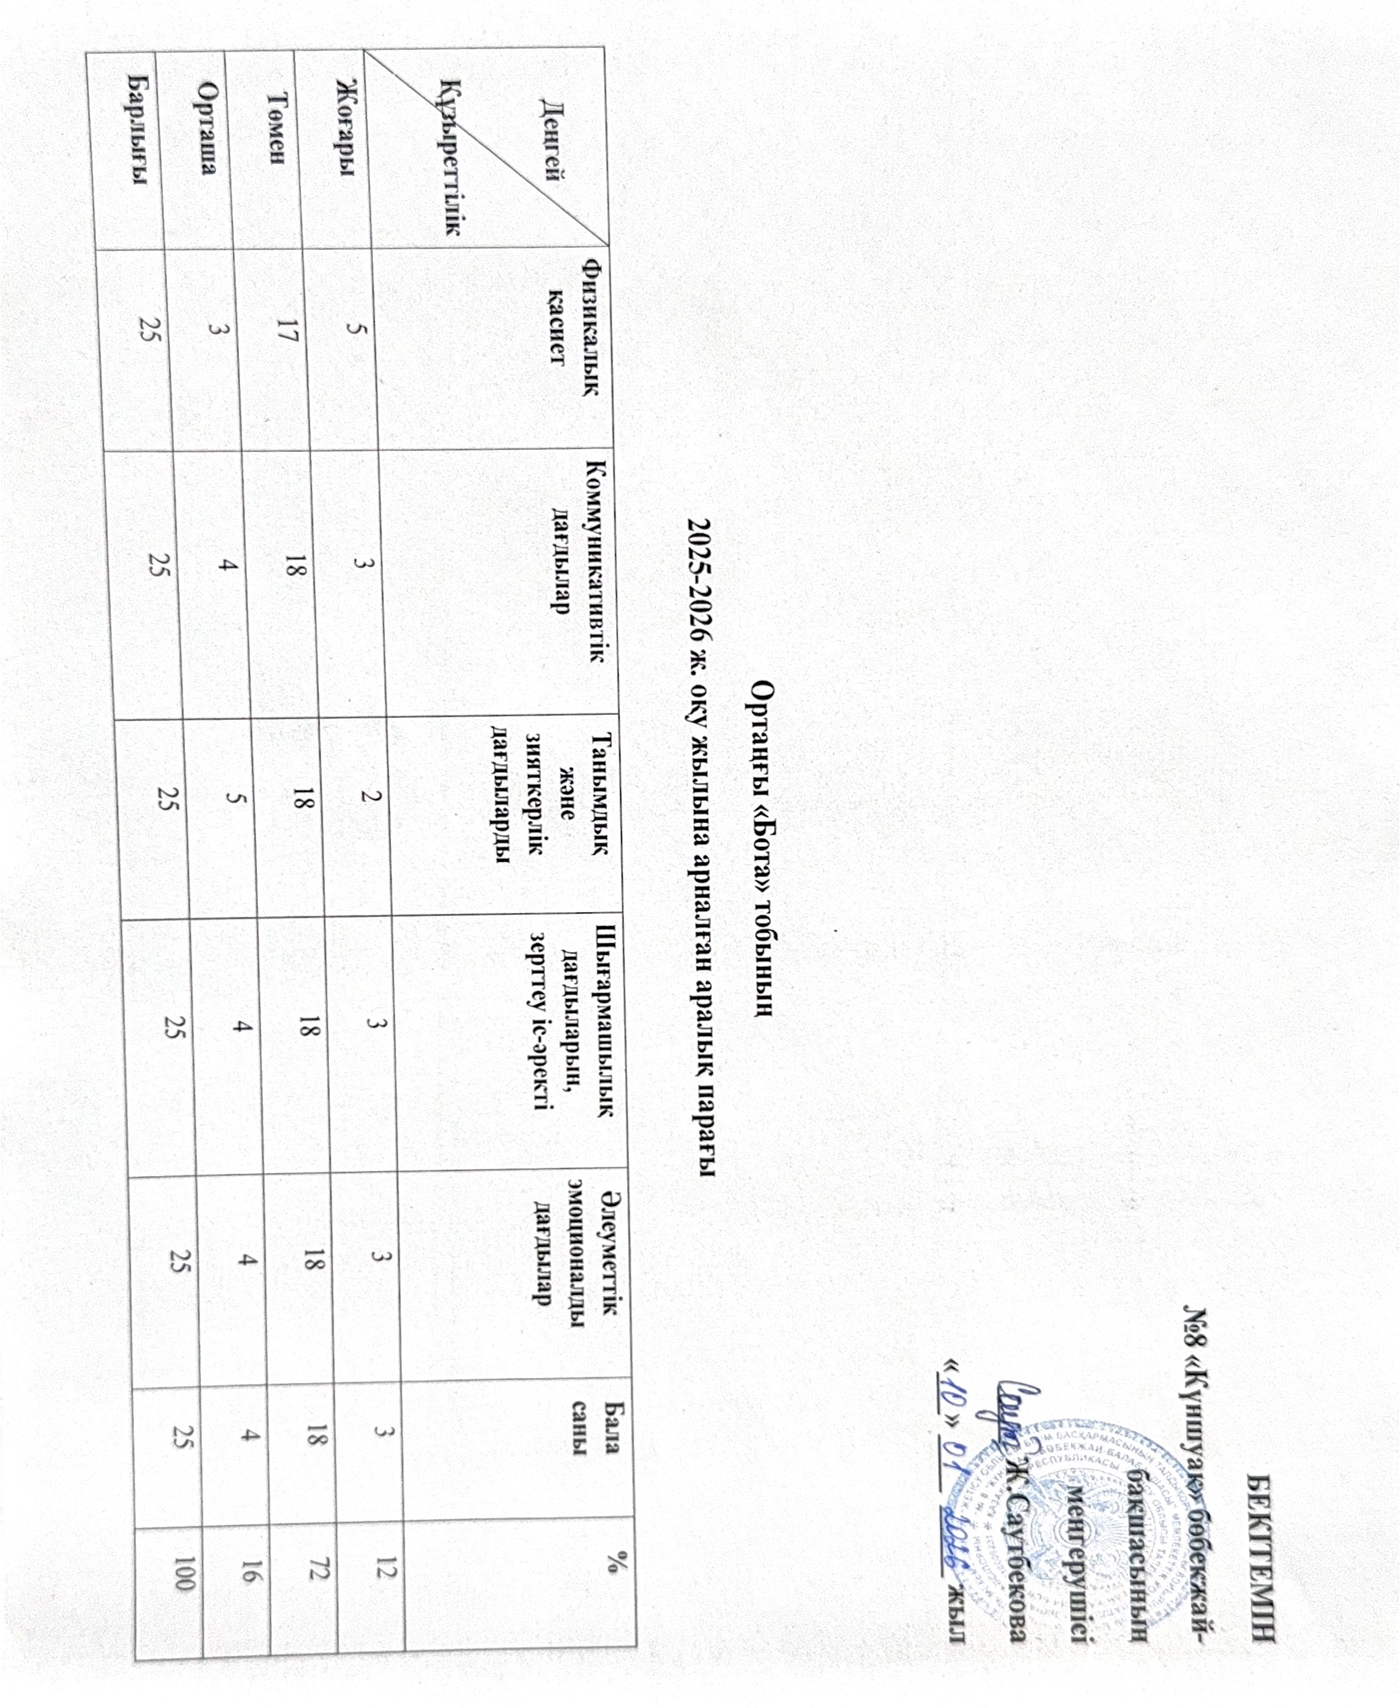 БЕКІТЕМІН
№8 «Күншуақ» бөбекжай-
бақшасының
меңгерушісі
Ж.Саутбекова
«10» 01 2026 жыл
Ортаңғы «Бота» тобының
2025-2026 ж. оқу жылына арналған аралық парағы
Деңгей
Құзыреттілік
Физикалық
қасиет
Коммуникативтік
дағдылар
Танымдық
және
зияткерлік
дағдыларды
Шығармашылық
дағдыларын,
зерттеу іс-әректі
Әлеуметтік
эмоционалды
дағдылар
Бала
саны
%
Жоғары 5 3 2 3 3 3 12
Төмен 17 18 18 18 18 18 72
Орташа 3 4 5 4 4 4 16
Барлығы 25 25 25 25 25 25 100